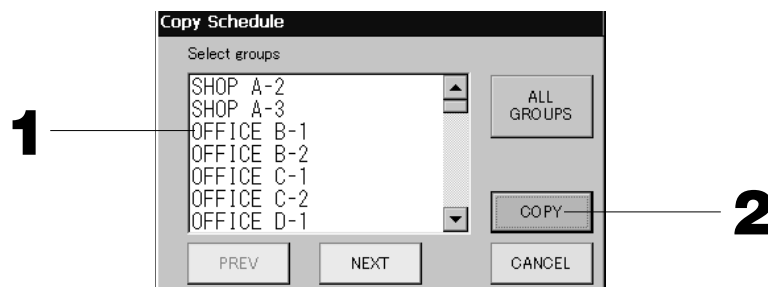 Copy Schedule
Select groups
SHOP A-2
SHOP A-3
OFFICE B-1
OFFICE B-2
OFFICE C-1
OFFICE C-2
OFFICE D-1
ALL
GROUPS
COPY
PREV
NEXT
CANCEL
1
2